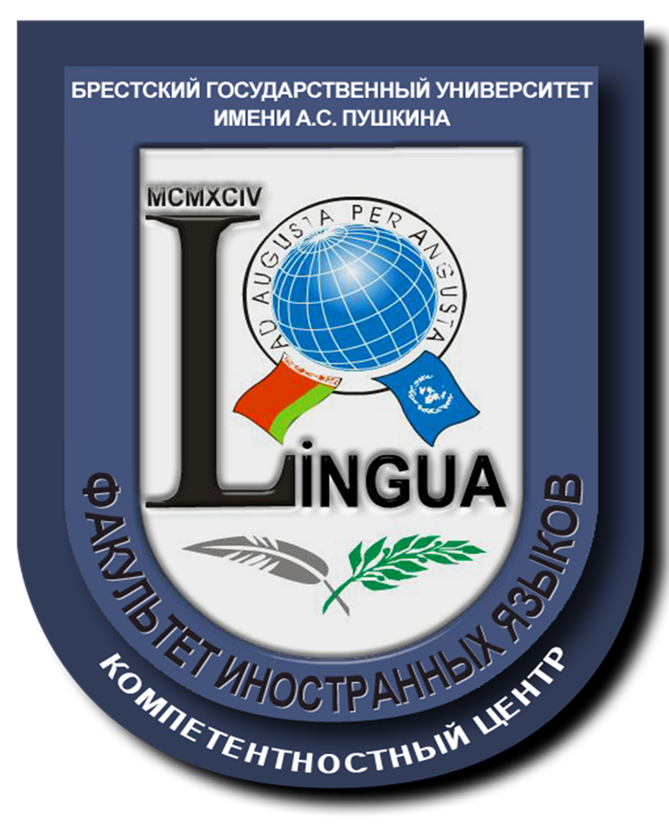 БРЕСТСКИЙ ГОСУДАРСТВЕННЫЙ УНИВЕРСИТЕТ
ИМЕНИ А.С. ПУШКИНА
MCMXCIV
AD AUGUSTA PER ANGUSTA
LiNGUA
ФАКУЛЬТЕТ ИНОСТРАННЫХ ЯЗЫКОВ
КОМПЕТЕНТНОСТНЫЙ ЦЕНТР